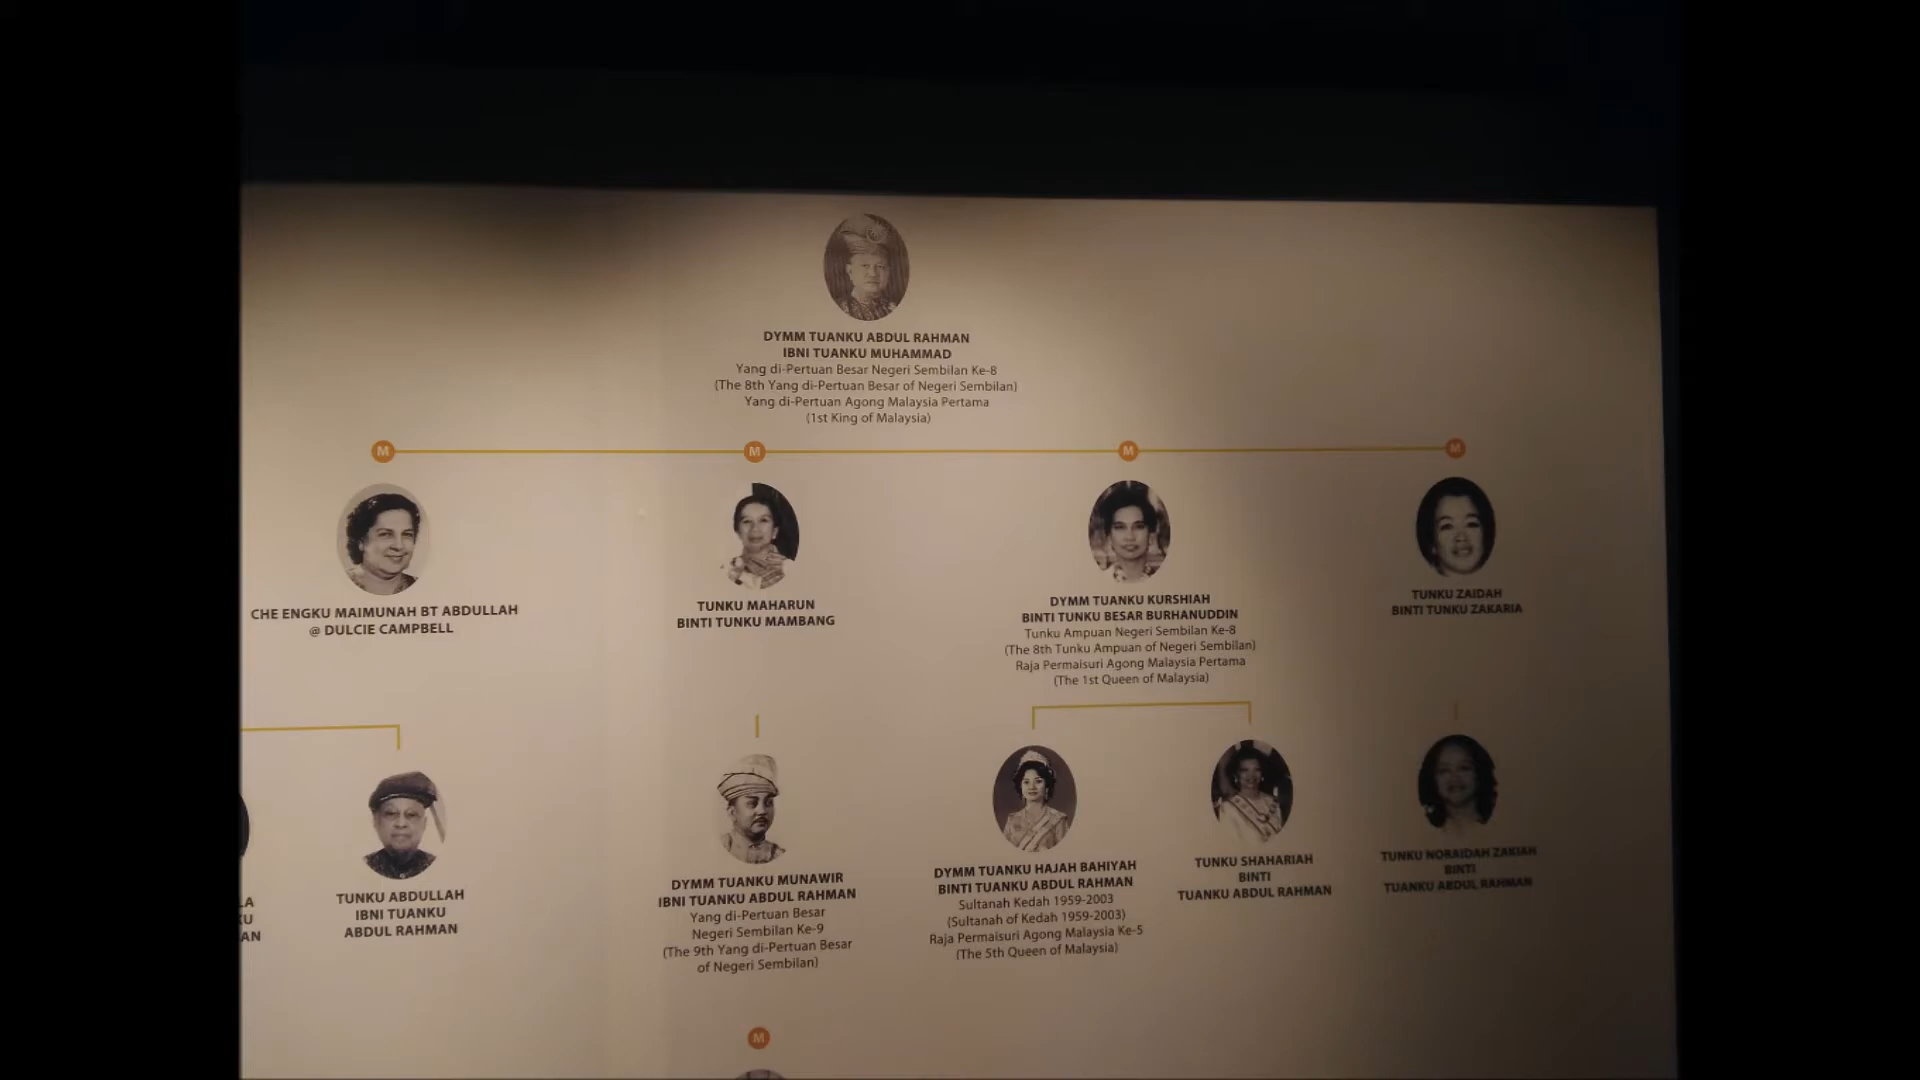 DYMM TUANKU ABDUL RAHMAN
IBNI TUANKU MUHAMMAD
Yang di-Pertuan Besar Negeri Sembilan Ke-8
(The 8th Yang di-Pertuan Besar of Negeri Sembilan)
Yang di-Pertuan Agong Malaysia Pertama
(1st King of Malaysia)
M
M
M
M
CHE ENGKU MAIMUNAH BT ABDULLAH
@ DULCIE CAMPBELL
TUNKU MAHARUN
BINTI TUNKU MAMBANG
DYMM TUANKU KURSHIAH
BINTI TUNKU BESAR BURHANUDDIN
Tunku Ampuan Negeri Sembilan Ke-8
(The 8th Tunku Ampuan of Negeri Sembilan)
Raja Permaisuri Agong Malaysia Pertama
(The 1st Queen of Malaysia)
TUNKU ZAIDAH
BINTI TUNKU ZAKARIA
LA
KU
AN
TUNKU ABDULLAH
IBNI TUANKU
ABDUL RAHMAN
DYMM TUANKU MUNAWIR
IBNI TUANKU ABDUL RAHMAN
Yang di-Pertuan Besar
Negeri Sembilan Ke-9
(The 9th Yang di-Pertuan Besar
of Negeri Sembilan)
DYMM TUANKU HAJAH BAHIYAH
BINTI TUANKU ABDUL RAHMAN
Sultanah Kedah 1959-2003
(Sultanah of Kedah 1959-2003)
Raja Permaisuri Agong Malaysia Ke-5
(The 5th Queen of Malaysia)
TUNKU SHAHARIAH
BINTI
TUANKU ABDUL RAHMAN
TUNKU NORAIDAH ZAKIAH
BINTI
TUANKU ABDUL RAHMAN
M